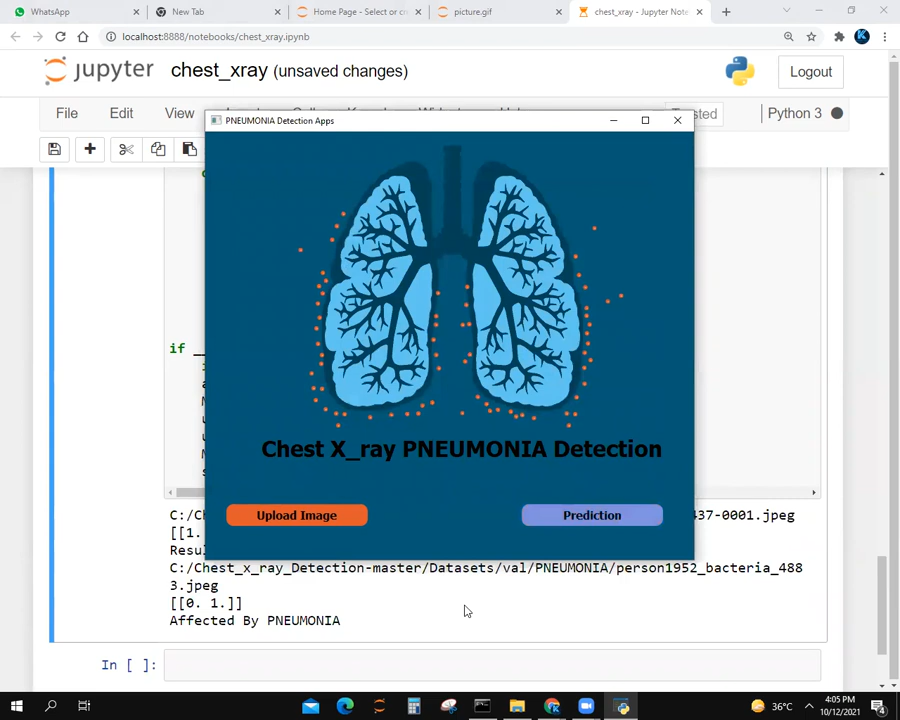 WhatsApp
New Tab
Home Page - Select or c
picture.gif
chest_xray - Jupyter Note
localhost:8888/notebooks/chest_xray.ipynb
jupyter
chest_xray (unsaved changes)
Logout
File
Edit
View
Python 3
PNEUMONIA Detection Apps
Chest X_ray PNEUMONIA Detection
Upload Image
Prediction
if __
C:/C
437-0001.jpeg
[[1.
Resu
C:/Chest_x_ray_Detection-master/Datasets/val/PNEUMONIA/person1952_bacteria_488
3.jpeg
[[0. 1.]]
Affected By PNEUMONIA
In [ ]:
36°C
4:05 PM
10/12/2021
4